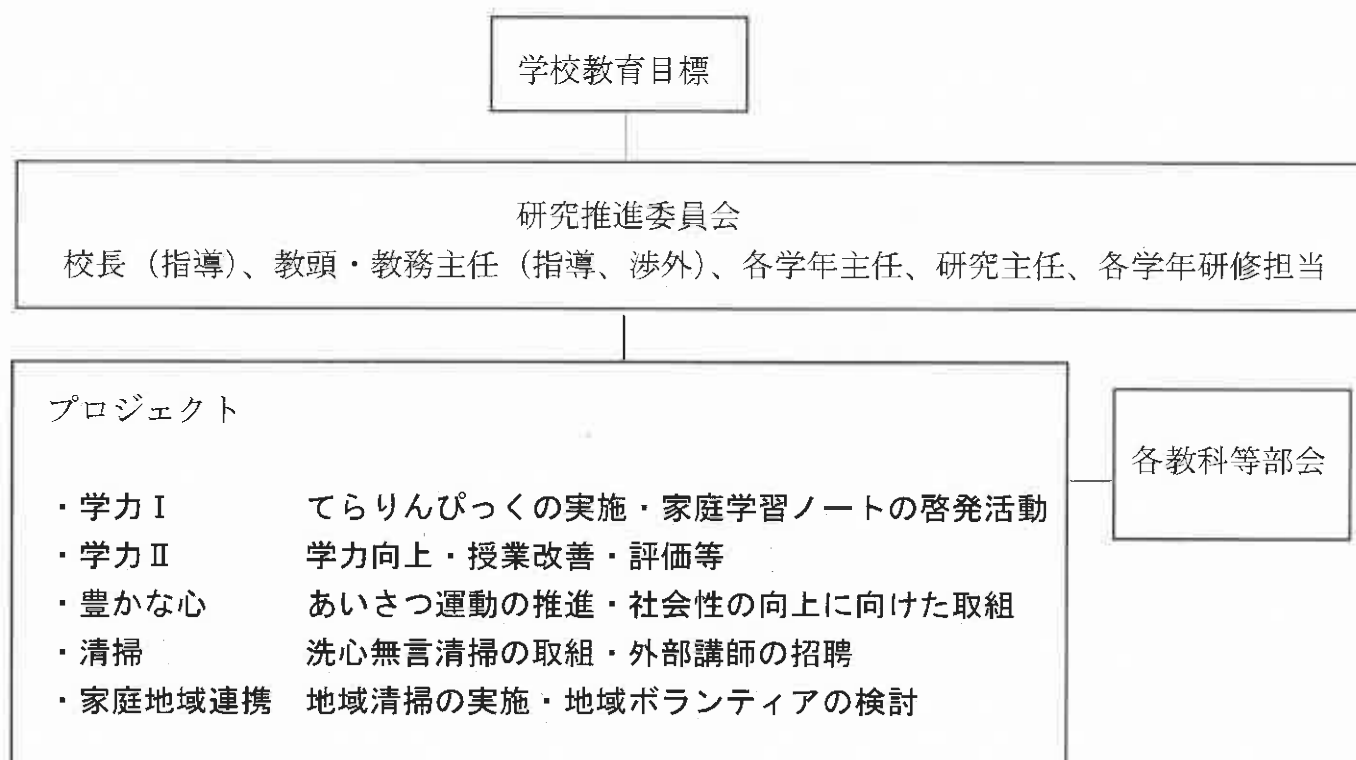 学校教育目標
研究推進委員会
校長(指導)、教頭・教務主任(指導、渉外)、各学年主任、研究主任、各学年研修担当
プロジェクト
・学力Ⅰ　てらりんぴっくの実施・家庭学習ノートの啓発活動
・学力Ⅱ　学力向上・授業改善・評価等
・豊かな心　あいさつ運動の推進・社会性の向上に向けた取組
・清掃　洗心無言清掃の取組・外部講師の招聘
・家庭地域連携　地域清掃の実施・地域ボランティアの検討
各教科等部会